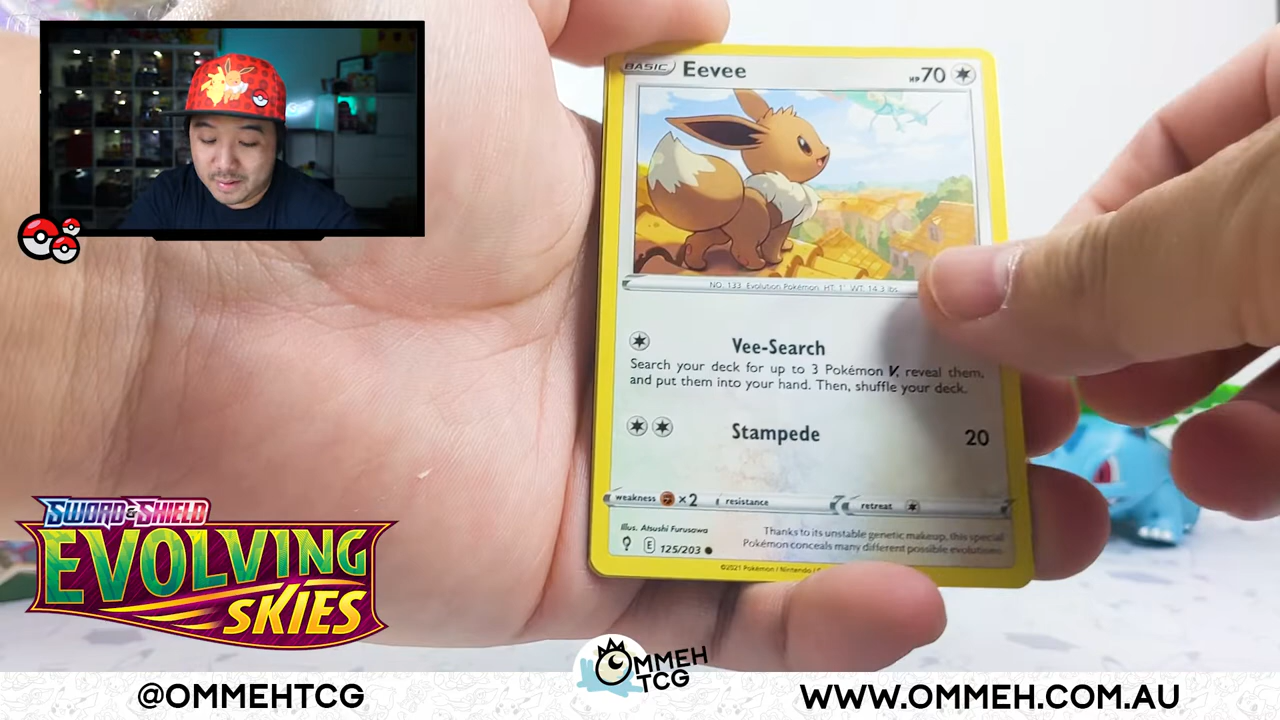 BASIC Eevee HP 70
NO. 133 Evolution Pokémon HT: 1' WT: 14.3 lbs.
Vee-Search
Search your deck for up to 3 Pokémon V, reveal them,
and put them into your hand. Then, shuffle your deck.
Stampede 20
weakness ×2 resistance retreat
Illus. Atsushi Furusawa
E 125/203
Thanks to its unstable genetic makeup, this special
Pokémon conceals many different possible evolutions.
©2021 Pokémon / Nintendo /
SWORD & SHIELD
EVOLVING
SKIES
OMMEH
TCG
@OMMEHTCG
WWW.OMMEH.COM.AU